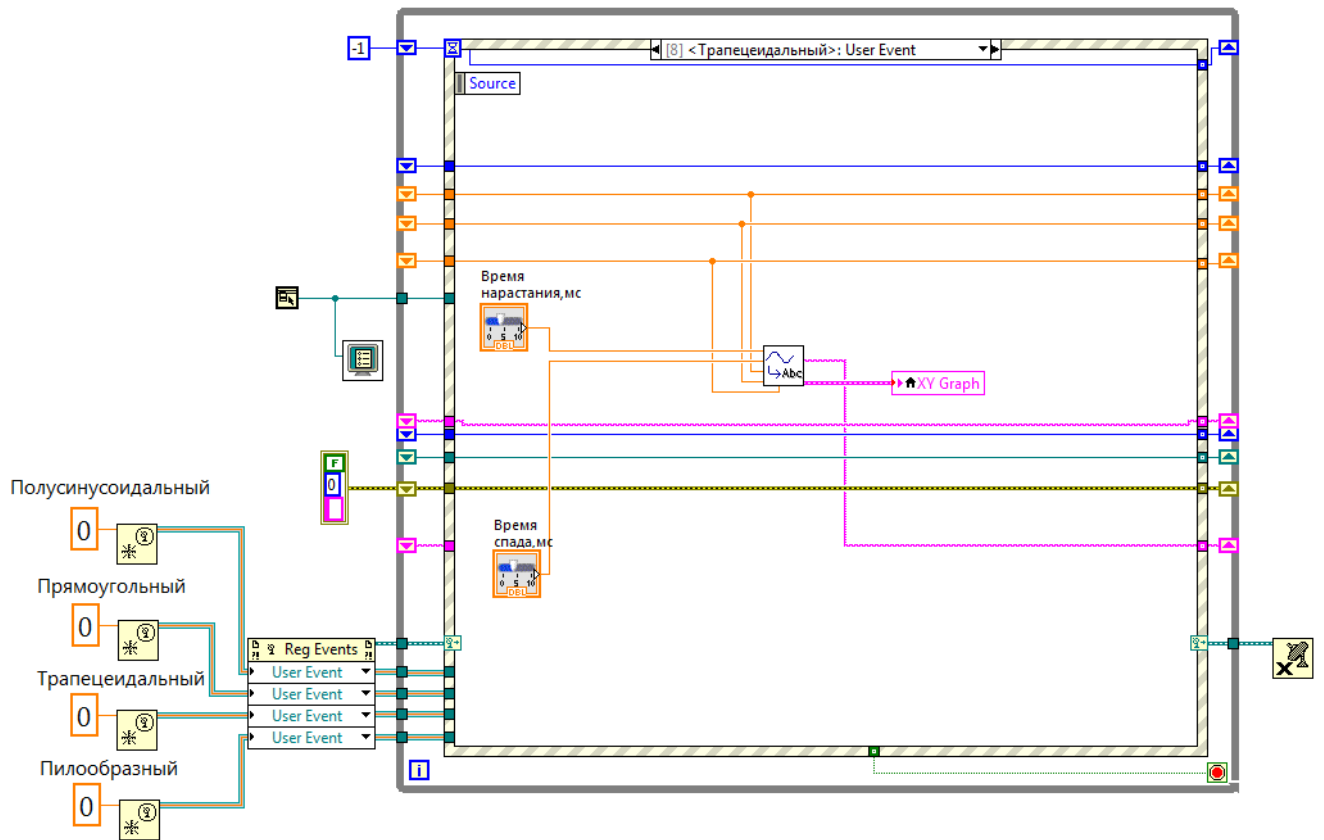 -1
[8] <Трапецеидальный>: User Event
Source
Время
нарастания,мс
0 5 10
DBL
Abc
XY Graph
F
0
Полусинусоидальный
0
Время
спада,мс
0 5 10
DBL
Прямоугольный
0
Reg Events
User Event
User Event
User Event
User Event
Трапецеидальный
0
Пилообразный
0
i